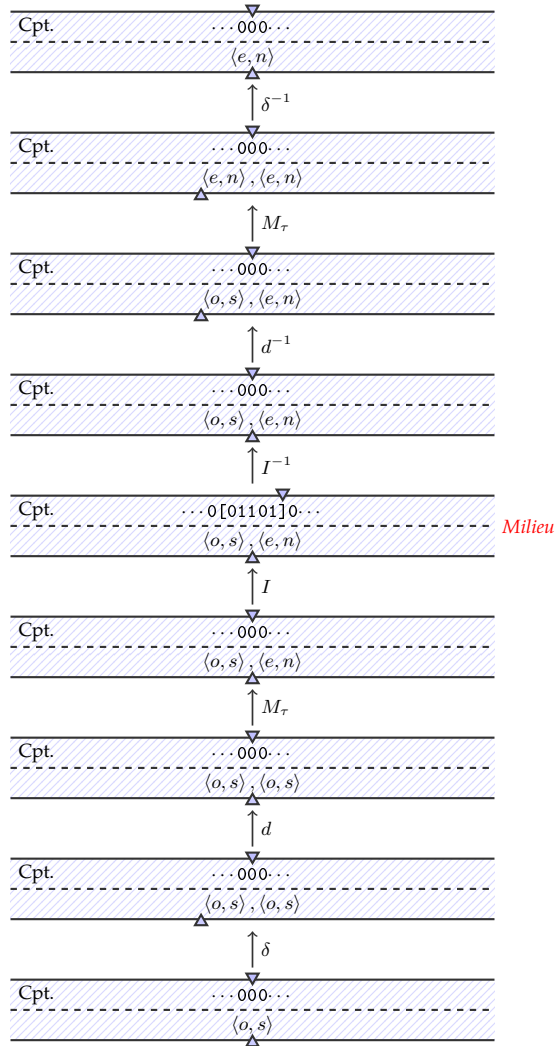 Cpt. ···000···
⟨e, n⟩
δ⁻¹
Cpt. ···000···
⟨e, n⟩ , ⟨e, n⟩
M_τ
Cpt. ···000···
⟨o, s⟩ , ⟨e, n⟩
d⁻¹
Cpt. ···000···
⟨o, s⟩ , ⟨e, n⟩
I⁻¹
Cpt. ···0[01101]0···
Milieu
⟨o, s⟩ , ⟨e, n⟩
I
Cpt. ···000···
⟨o, s⟩ , ⟨e, n⟩
M_τ
Cpt. ···000···
⟨o, s⟩ , ⟨o, s⟩
d
Cpt. ···000···
⟨o, s⟩ , ⟨o, s⟩
δ
Cpt. ···000···
⟨o, s⟩